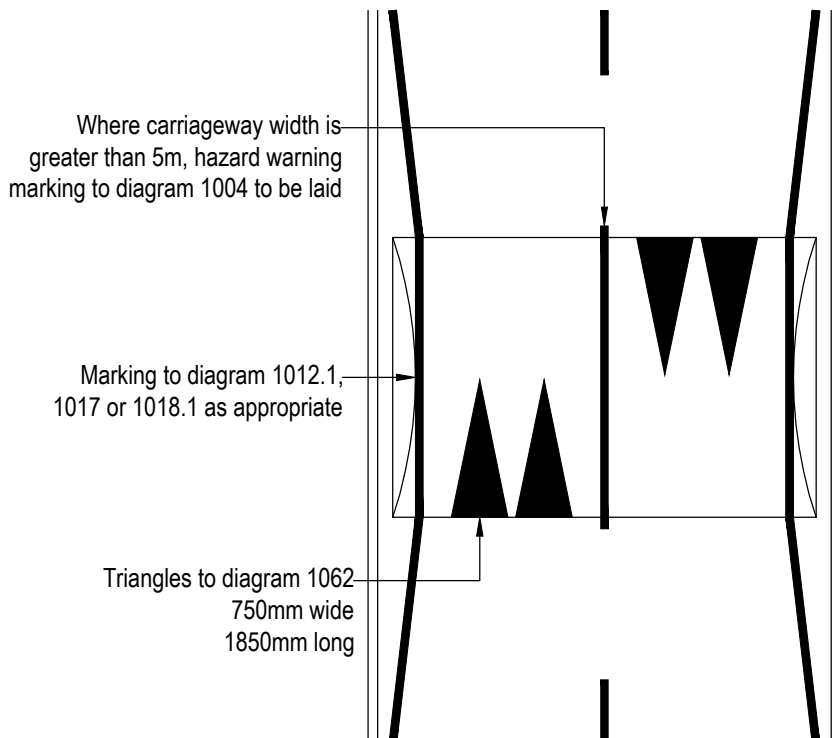 Where carriageway width is
greater than 5m, hazard warning
marking to diagram 1004 to be laid
Marking to diagram 1012.1,
1017 or 1018.1 as appropriate
Triangles to diagram 1062
750mm wide
1850mm long